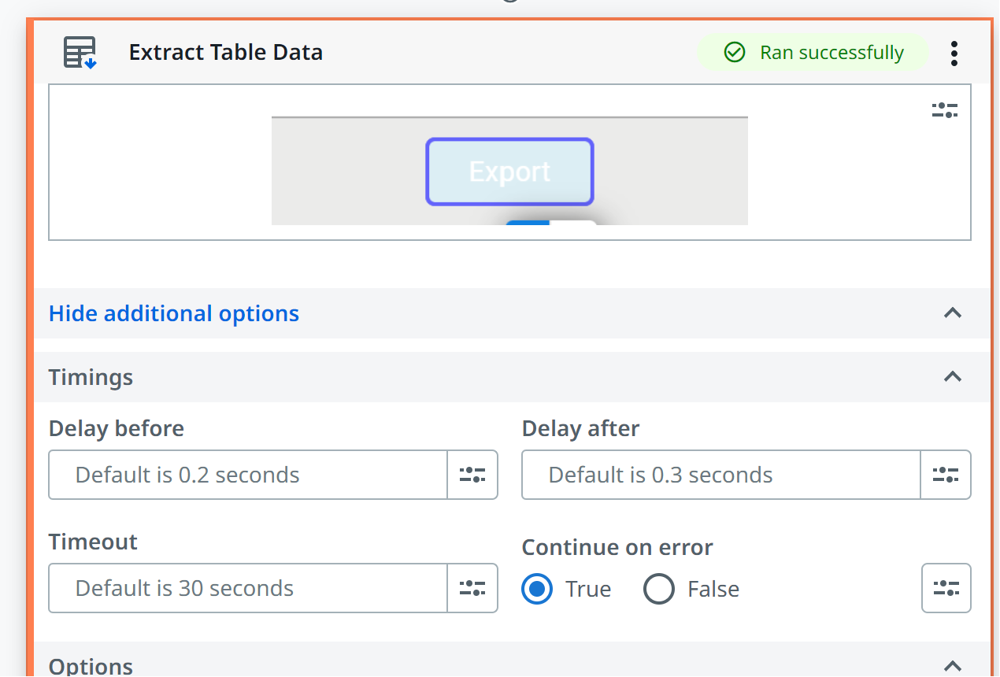 Extract Table Data
Ran successfully
Export
Hide additional options
Timings
Delay before
Delay after
Default is 0.2 seconds
Default is 0.3 seconds
Timeout
Continue on error
Default is 30 seconds
True
False
Options